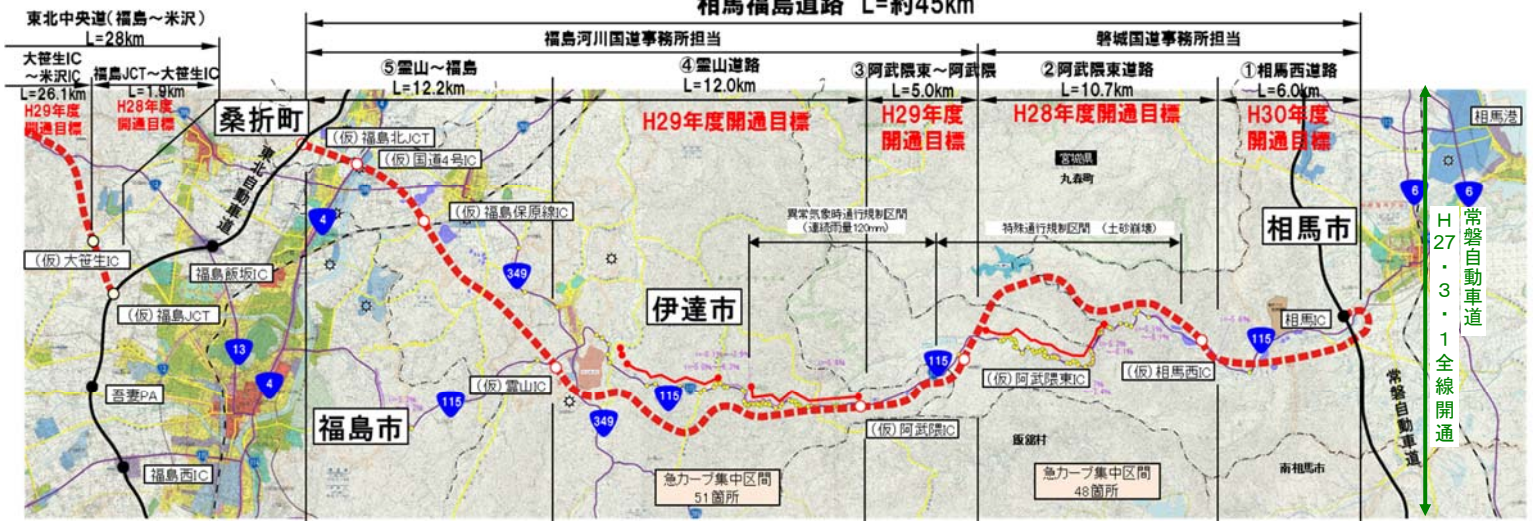 相馬福島道路 L=約45km
東北中央道(福島～米沢)
L=28km
福島河川国道事務所担当
磐城国道事務所担当
大笹生IC
～米沢IC
L=26.1km
福島JCT～大笹生IC
L=1.9km
⑤霊山～福島
L=12.2km
④霊山道路
L=12.0km
③阿武隈東～阿武隈
L=5.0km
②阿武隈東道路
L=10.7km
①相馬西道路
L=6.0km
H29年度
開通目標
H28年度
開通目標
H29年度開通目標
H29年度
開通目標
H28年度開通目標
H30年度
開通目標
桑折町
東北自動車道
(仮)福島北JCT
(仮)国道4号IC
(仮)福島保原線IC
宮城県
丸森町
相馬港
異常気象時通行規制区間
(連続雨量120mm)
特殊通行規制区間 (土砂崩壊)
相馬市
常磐自動車道
H27・3・1全線開通
(仮)大笹生IC
福島飯坂IC
(仮)福島JCT
伊達市
相馬IC
4
349
13
4
6
6
115
115
吾妻PA
(仮)霊山IC
(仮)阿武隈東IC
(仮)相馬西IC
115
115
349
福島市
(仮)阿武隈IC
飯舘村
南相馬市
常磐自動車道
福島西IC
急カーブ集中区間
51箇所
急カーブ集中区間
48箇所